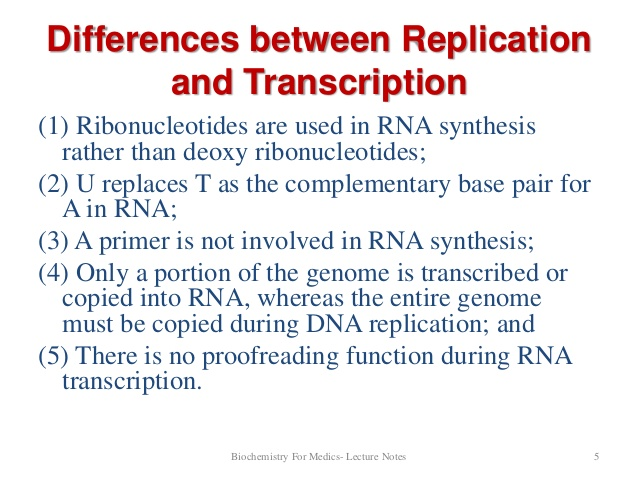 Differences between Replication
and Transcription
(1) Ribonucleotides are used in RNA synthesis
rather than deoxy ribonucleotides;
(2) U replaces T as the complementary base pair for
A in RNA;
(3) A primer is not involved in RNA synthesis;
(4) Only a portion of the genome is transcribed or
copied into RNA, whereas the entire genome
must be copied during DNA replication; and
(5) There is no proofreading function during RNA
transcription.
Biochemistry For Medics- Lecture Notes
5